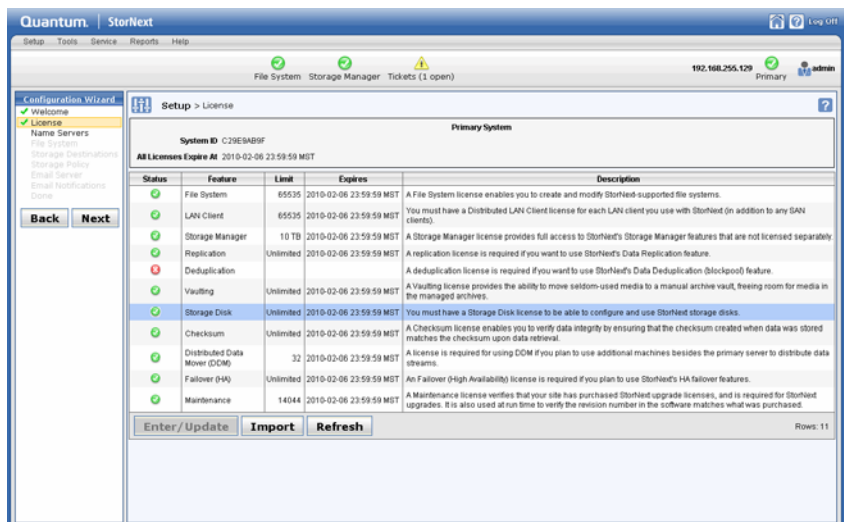 Quantum. | StorNext
Log Off
Setup Tools Service Reports Help
File System Storage Manager Tickets (1 open)
192.168.255.129 Primary admin
Configuration Wizard
Welcome
License
Name Servers
File System
Storage Destinations
Storage Policy
Email Server
Email Notifications
Done
Back Next
Setup > License
?
Primary System
System ID C29E9AB9F
All Licenses Expire At 2010-02-06 23:59:59 MST
Status Feature Limit Expires Description
File System 65535 2010-02-06 23:59:59 MST A File System license enables you to create and modify StorNext-supported file systems.
LAN Client 65535 2010-02-06 23:59:59 MST You must have a Distributed LAN Client license for each LAN client you use with StorNext (in addition to any SAN
clients).
Storage Manager 10 TB 2010-02-06 23:59:59 MST A Storage Manager license provides full access to StorNext's Storage Manager features that are not licensed separately.
Replication Unlimited 2010-02-06 23:59:59 MST A replication license is required if you want to use StorNext's Data Replication feature.
Deduplication A deduplication license is required if you want to use StorNext's Data Deduplication (blockpool) feature.
Vaulting Unlimited 2010-02-06 23:59:59 MST A Vaulting license provides the ability to move seldom-used media to a manual archive vault, freeing room for media in
the managed archives.
Storage Disk Unlimited 2010-02-06 23:59:59 MST You must have a Storage Disk license to be able to configure and use StorNext storage disks.
Checksum Unlimited 2010-02-06 23:59:59 MST A Checksum license enables you to verify data integrity by ensuring that the checksum created when data was stored
matches the checksum upon data retrieval.
Distributed Data
Mover (DDM) 32 2010-02-06 23:59:59 MST A license is required for using DDM if you plan to use additional machines besides the primary server to distribute data
streams.
Failover (HA) Unlimited 2010-02-06 23:59:59 MST An Failover (High Availability) license is required if you plan to use StorNext's HA failover features.
Maintenance 14044 2010-02-06 23:59:59 MST A Maintenance license verifies that your site has purchased StorNext upgrade licenses, and is required for StorNext
upgrades. It is also used at run time to verify the revision number in the software matches what was purchased.
Enter/Update Import Refresh
Rows: 11